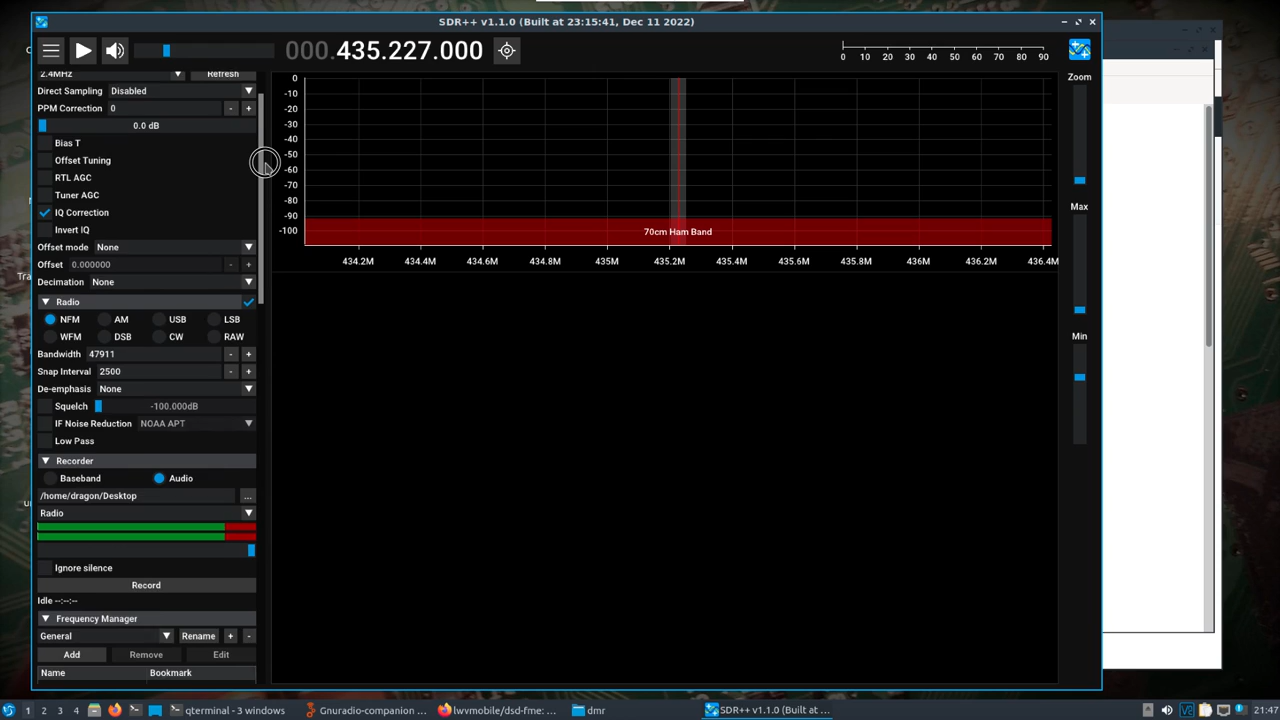 SDR++ v1.1.0 (Built at 23:15:41, Dec 11 2022)
000.435.227.000
0 10 20 30 40 50 60 70 80 90
2.4MHz Refresh
Direct Sampling Disabled
PPM Correction 0 - +
0.0 dB
Bias T
Offset Tuning
RTL AGC
Tuner AGC
IQ Correction
Invert IQ
Offset mode None
Offset 0.000000 - +
Decimation None
Radio
NFM AM USB LSB
WFM DSB CW RAW
Bandwidth 47911 - +
Snap Interval 2500 - +
De-emphasis None
Squelch -100.000dB
IF Noise Reduction NOAA APT
Low Pass
Recorder
Baseband Audio
/home/dragon/Desktop ...
Radio
Ignore silence
Record
Idle --:--:--
Frequency Manager
General Rename + -
Add Remove Edit
Name Bookmark
0
-10
-20
-30
-40
-50
-60
-70
-80
-90
-100
70cm Ham Band
434.2M 434.4M 434.6M 434.8M 435M 435.2M 435.4M 435.6M 435.8M 436M 436.2M 436.4M
Zoom
Max
Min
1 2 3 4 qterminal - 3 windows Gnuradio-companion ... lwvmobile/dsd-fme: ... dmr SDR++ v1.1.0 (Built at ... 21:47